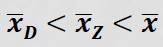 x̅_D < x̅_Z < x̅